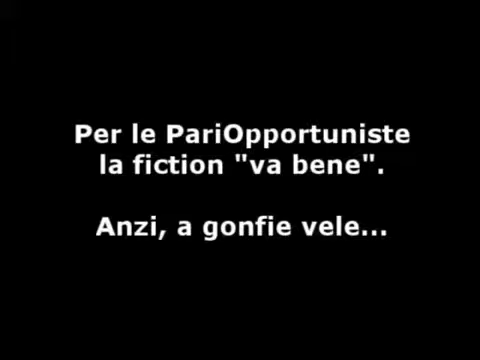 Per le PariOpportuniste
la fiction "va bene".
Anzi, a gonfie vele...